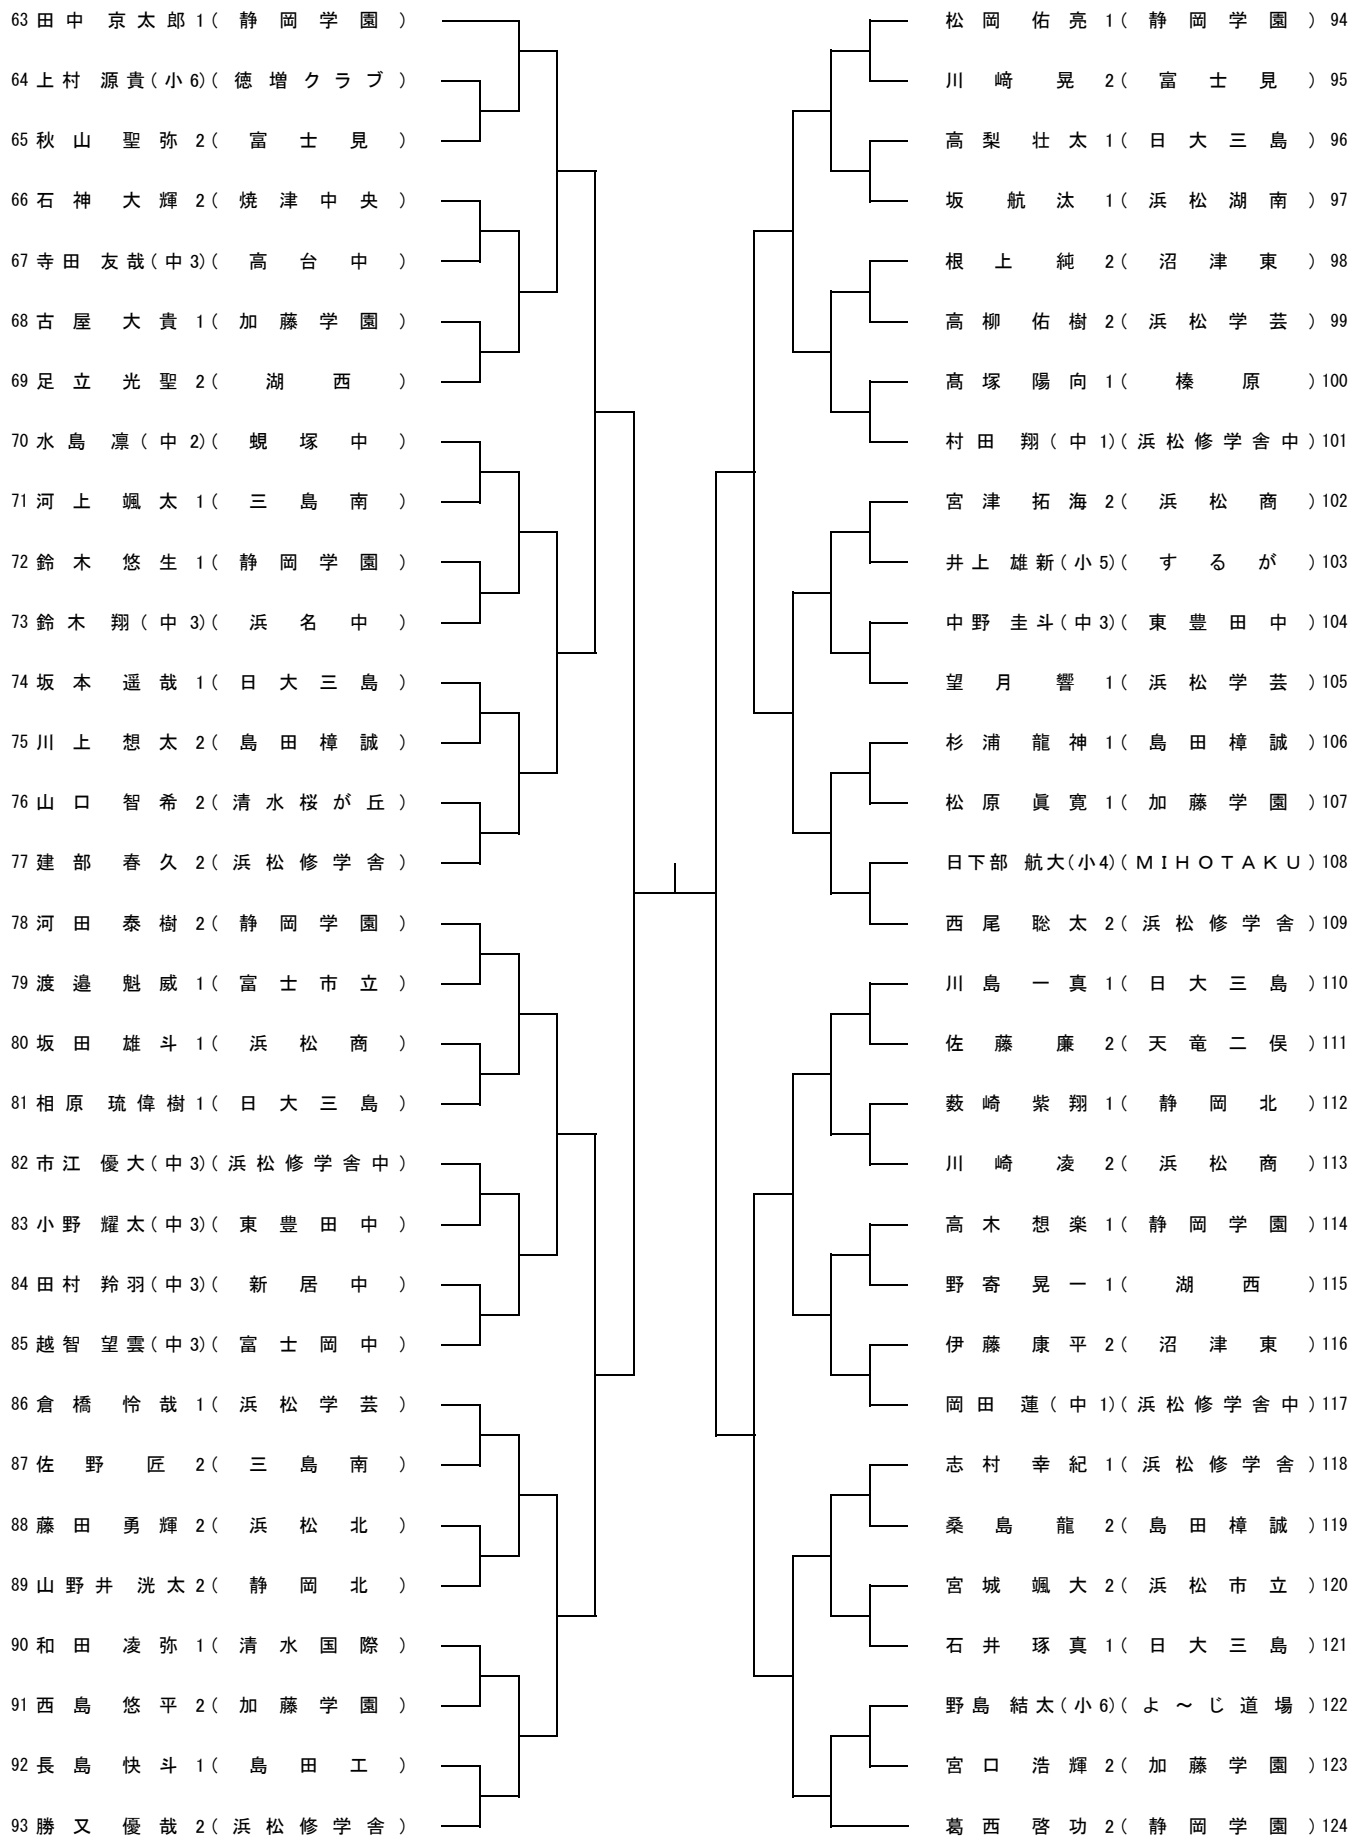 63 田中 京太郎 1 (静岡学園)
64 上村 源貴(小6)(徳増クラブ)
65 秋山 聖弥 2 (富士見)
66 石神 大輝 2 (焼津中央)
67 寺田 友哉(中3)(高台中)
68 古屋 大貴 1 (加藤学園)
69 足立 光聖 2 (湖西)
70 水島 凛(中2)(蜆塚中)
71 河上 颯太 1 (三島南)
72 鈴木 悠生 1 (静岡学園)
73 鈴木 翔(中3)(浜名中)
74 坂本 遥哉 1 (日大三島)
75 川上 想太 2 (島田樟誠)
76 山口 智希 2 (清水桜が丘)
77 建部 春久 2 (浜松修学舎)
78 河田 泰樹 2 (静岡学園)
79 渡邉 魁威 1 (富士市立)
80 坂田 雄斗 1 (浜松商)
81 相原 琉偉樹 1 (日大三島)
82 市江 優大(中3)(浜松修学舎中)
83 小野 耀太(中3)(東豊田中)
84 田村 羚羽(中3)(新居中)
85 越智 望雲(中3)(富士岡中)
86 倉橋 怜哉 1 (浜松学芸)
87 佐野 匠 2 (三島南)
88 藤田 勇輝 2 (浜松北)
89 山野井 洸太 2 (静岡北)
90 和田 凌弥 1 (清水国際)
91 西島 悠平 2 (加藤学園)
92 長島 快斗 1 (島田工)
93 勝又 優哉 2 (浜松修学舎)
松岡 佑亮 1 (静岡学園) 94
川﨑 晃 2 (富士見) 95
高梨 壮太 1 (日大三島) 96
坂 航汰 1 (浜松湖南) 97
根上 純 2 (沼津東) 98
高柳 佑樹 2 (浜松学芸) 99
髙塚 陽向 1 (榛原) 100
村田 翔(中1)(浜松修学舎中) 101
宮津 拓海 2 (浜松商) 102
井上 雄新(小5)(するが) 103
中野 圭斗(中3)(東豊田中) 104
望月 響 1 (浜松学芸) 105
杉浦 龍神 1 (島田樟誠) 106
松原 眞寛 1 (加藤学園) 107
日下部 航大(小4)(MIHOTAKU) 108
西尾 聡太 2 (浜松修学舎) 109
川島 一真 1 (日大三島) 110
佐藤 廉 2 (天竜二俣) 111
薮崎 紫翔 1 (静岡北) 112
川崎 凌 2 (浜松商) 113
高木 想楽 1 (静岡学園) 114
野寄 晃一 1 (湖西) 115
伊藤 康平 2 (沼津東) 116
岡田 蓮(中1)(浜松修学舎中) 117
志村 幸紀 1 (浜松修学舎) 118
桑島 龍 2 (島田樟誠) 119
宮城 颯大 2 (浜松市立) 120
石井 琢真 1 (日大三島) 121
野島 結太(小6)(よ~じ道場) 122
宮口 浩輝 2 (加藤学園) 123
葛西 啓功 2 (静岡学園) 124